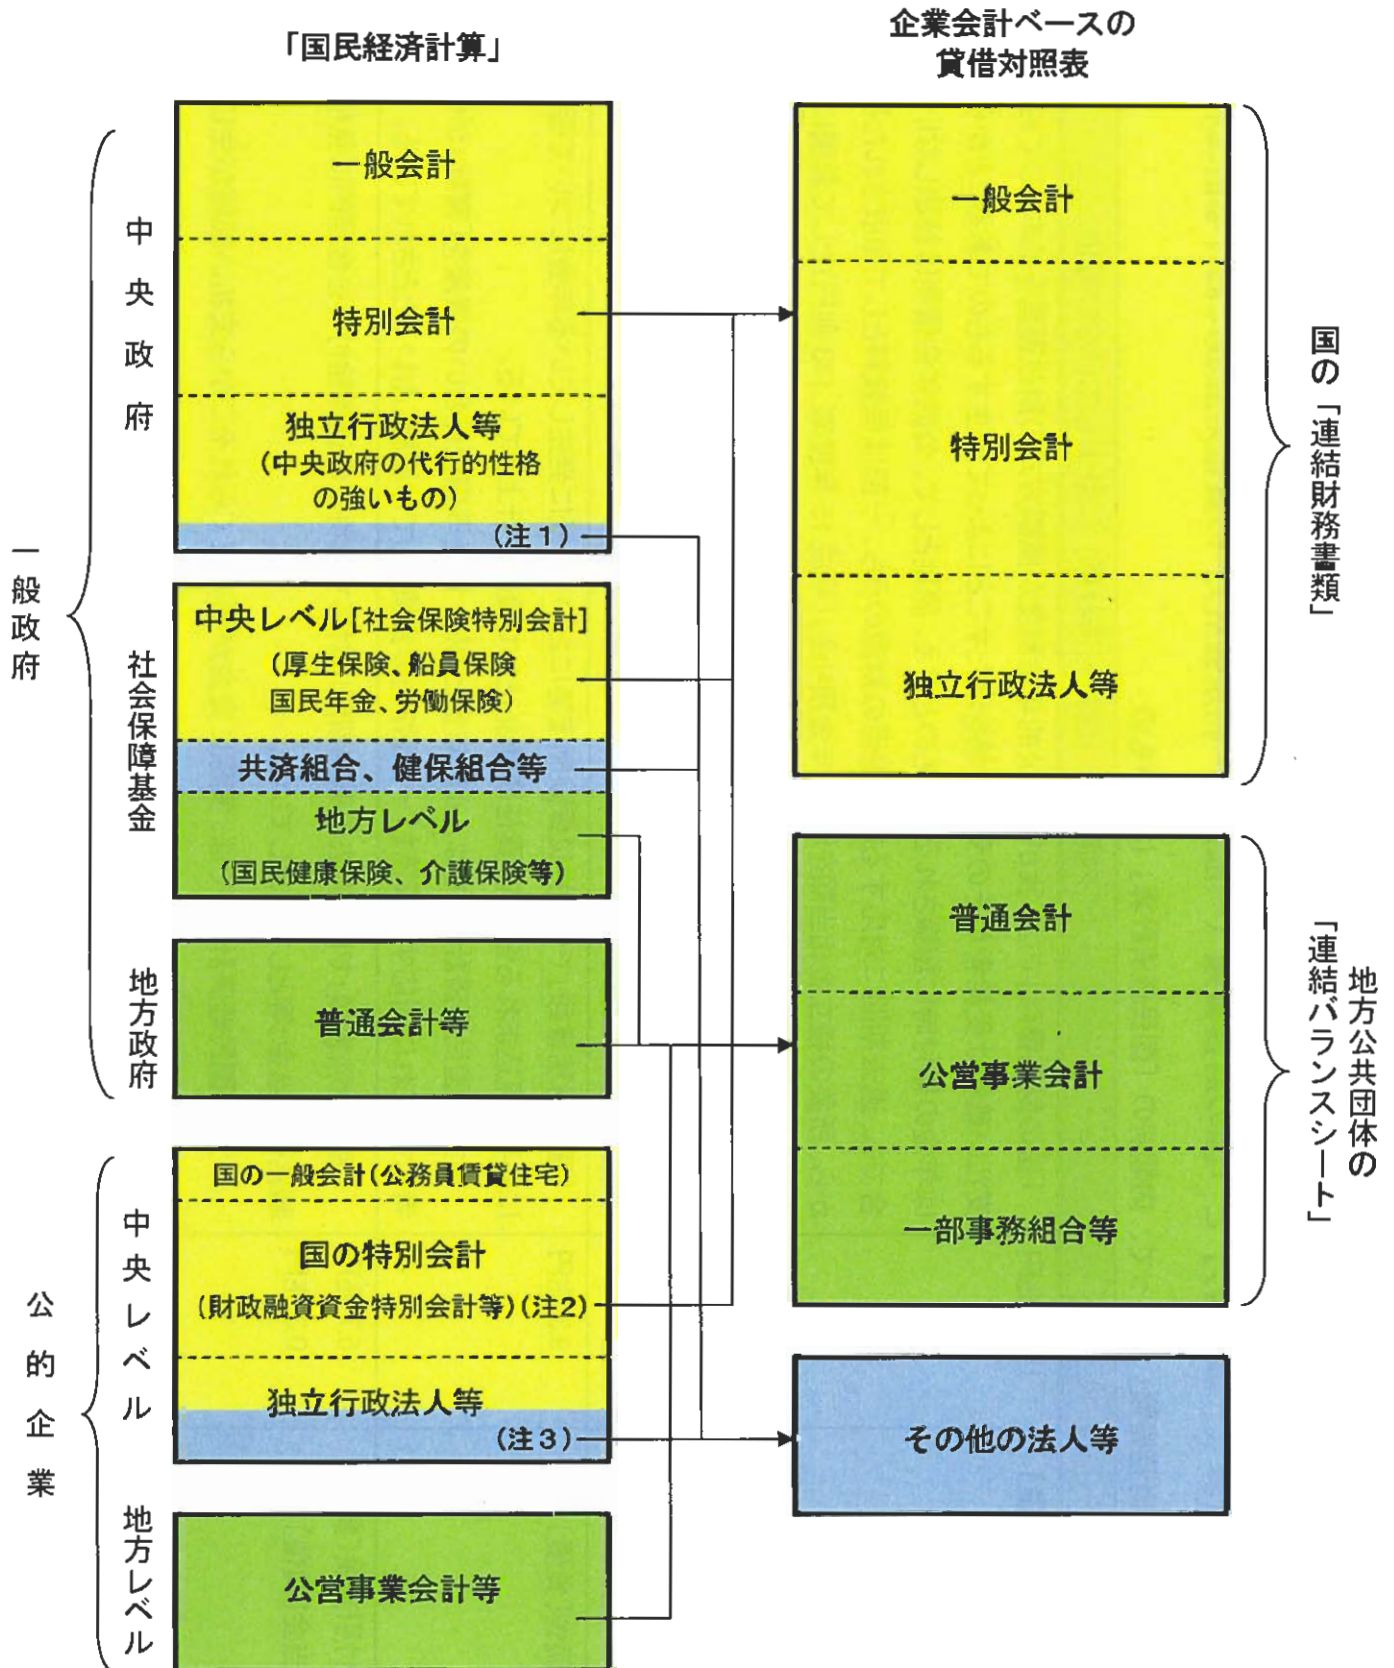 「国民経済計算」
企業会計ベースの
貸借対照表
一般政府
中央政府
一般会計
特別会計
独立行政法人等
(中央政府の代行的性格
の強いもの)
(注1)
社会保障基金
中央レベル[社会保険特別会計]
(厚生保険、船員保険
国民年金、労働保険)
共済組合、健保組合等
地方レベル
(国民健康保険、介護保険等)
地方政府
普通会計等
公的企業
中央レベル
国の一般会計(公務員賃貸住宅)
国の特別会計
(財政融資資金特別会計等)(注2)
独立行政法人等
(注3)
地方レベル
公営事業会計等
一般会計
特別会計
独立行政法人等
国の「連結財務書類」
普通会計
公営事業会計
一部事務組合等
地方公共団体の
「連結バランスシート」
その他の法人等